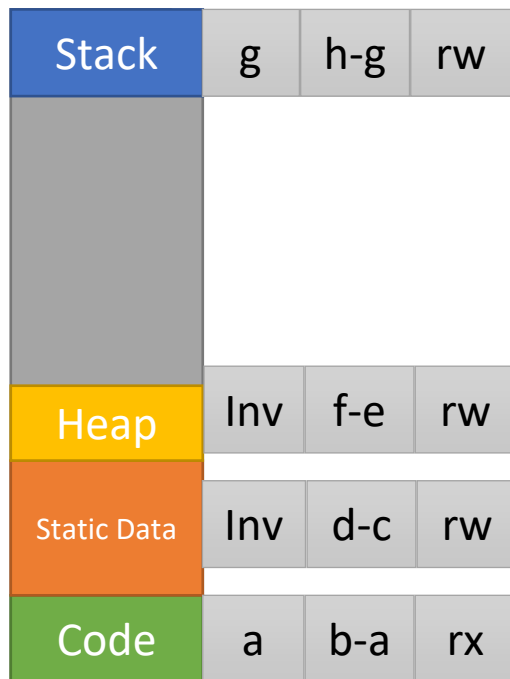 Stack g h-g rw
Heap Inv f-e rw
Static Data Inv d-c rw
Code a b-a rx